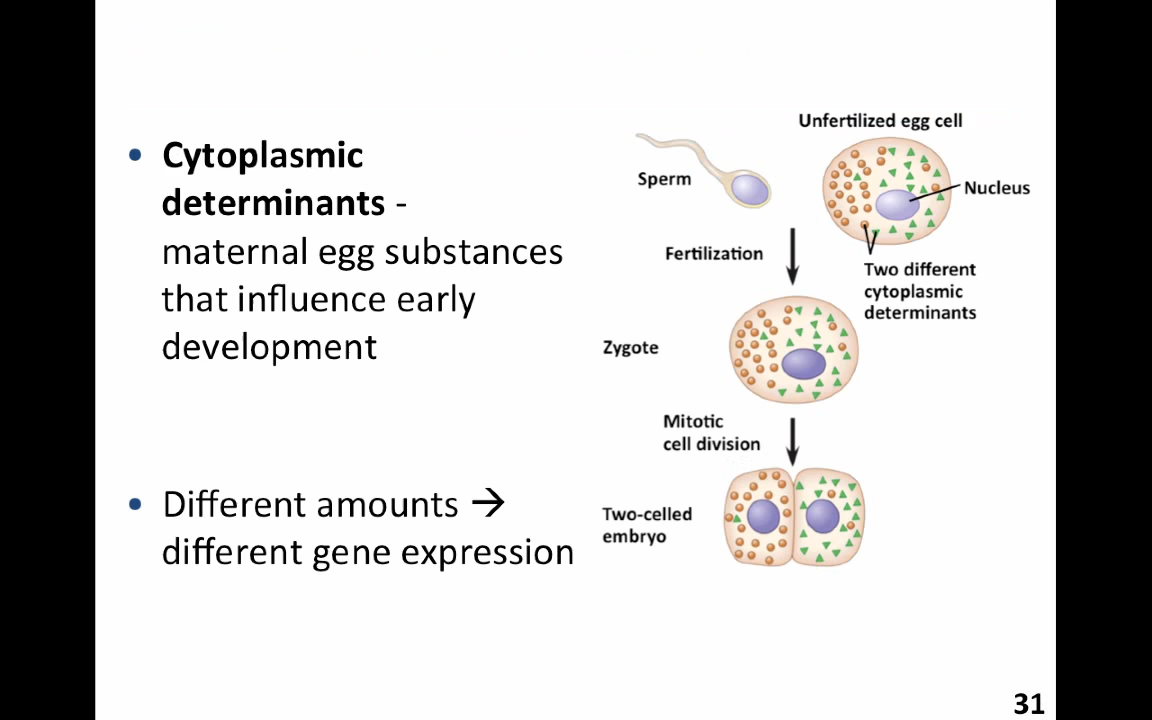 • Cytoplasmic
determinants -
maternal egg substances
that influence early
development
• Different amounts →
different gene expression
Unfertilized egg cell
Sperm
Nucleus
Fertilization
Two different
cytoplasmic
determinants
Zygote
Mitotic
cell division
Two-celled
embryo
31